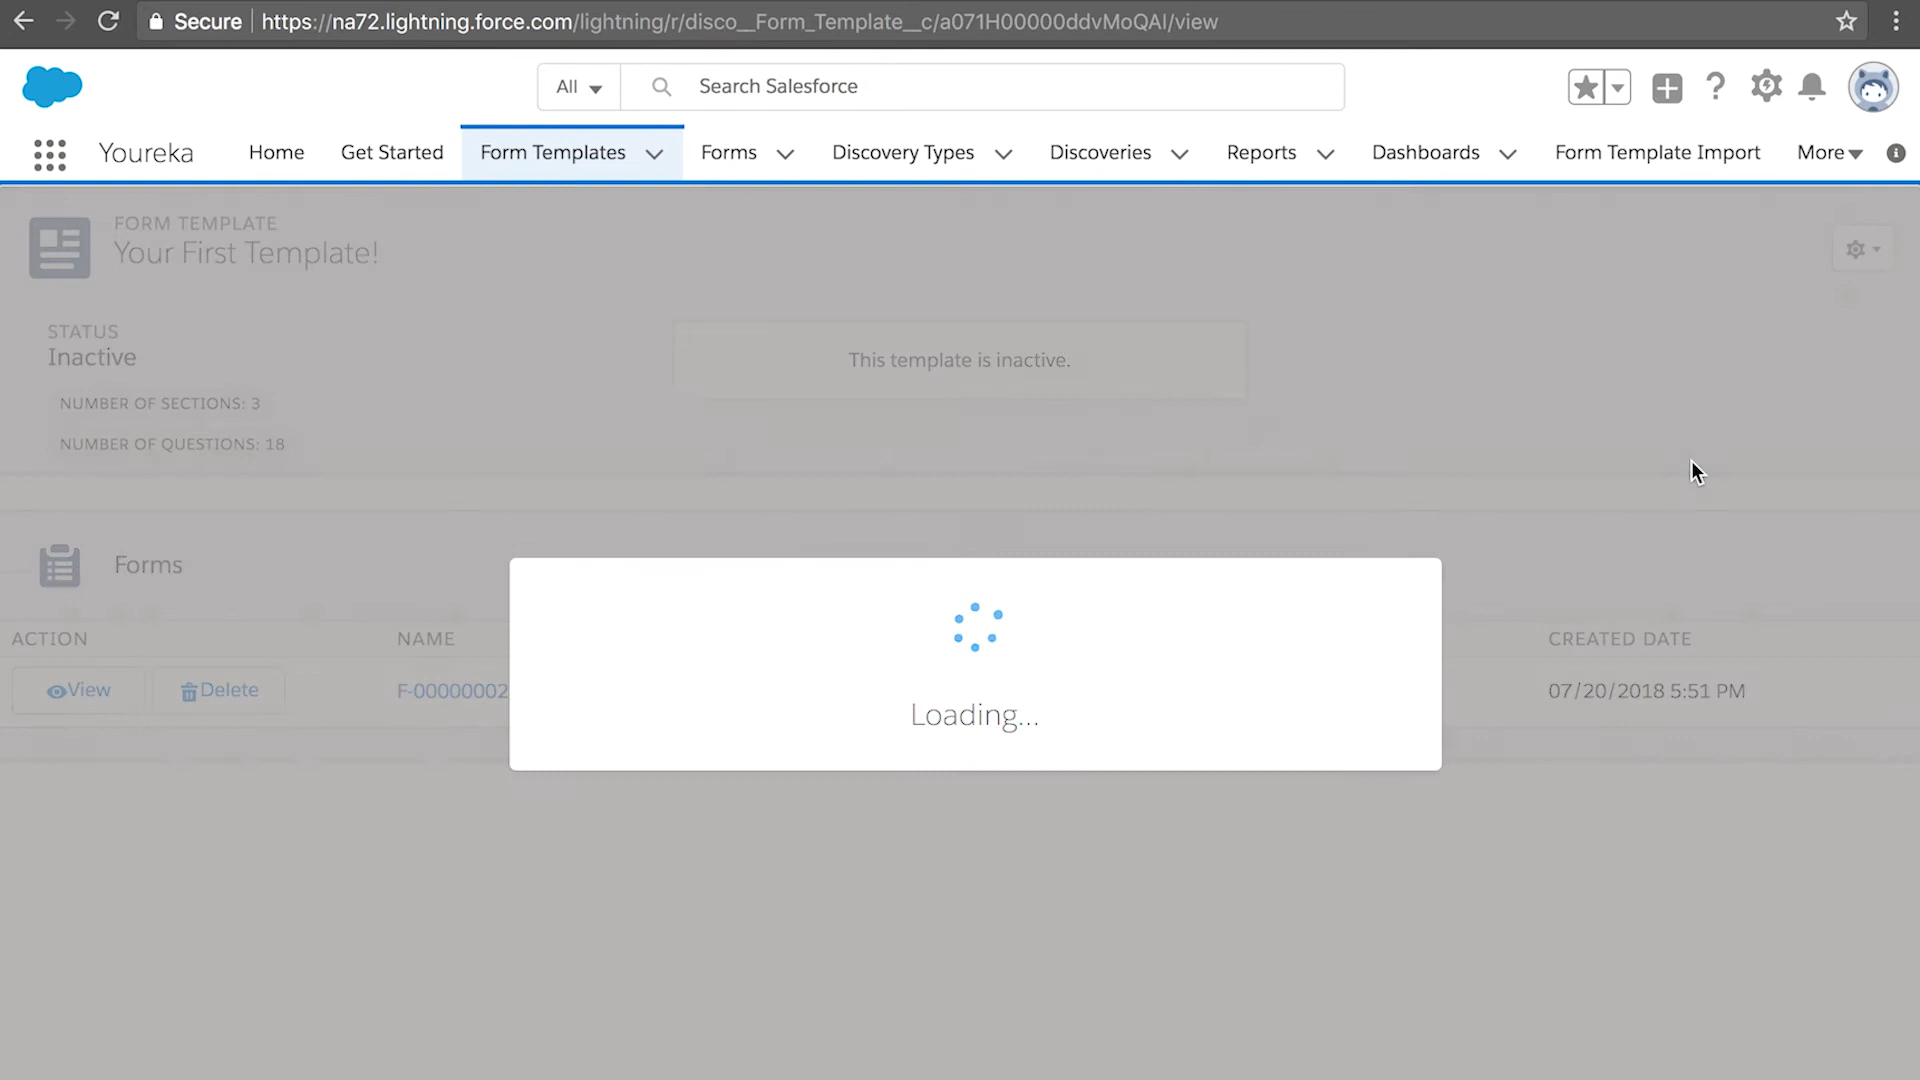 Secure https://na72.lightning.force.com/lightning/r/disco__Form_Template__c/a071H00000ddvMoQAI/view
All Search Salesforce
Youreka Home Get Started Form Templates Forms Discovery Types Discoveries Reports Dashboards Form Template Import More
FORM TEMPLATE
Your First Template!
STATUS
Inactive
This template is inactive.
NUMBER OF SECTIONS: 3
NUMBER OF QUESTIONS: 18
Forms
ACTION NAME CREATED DATE
View Delete F-00000002 07/20/2018 5:51 PM
Loading...